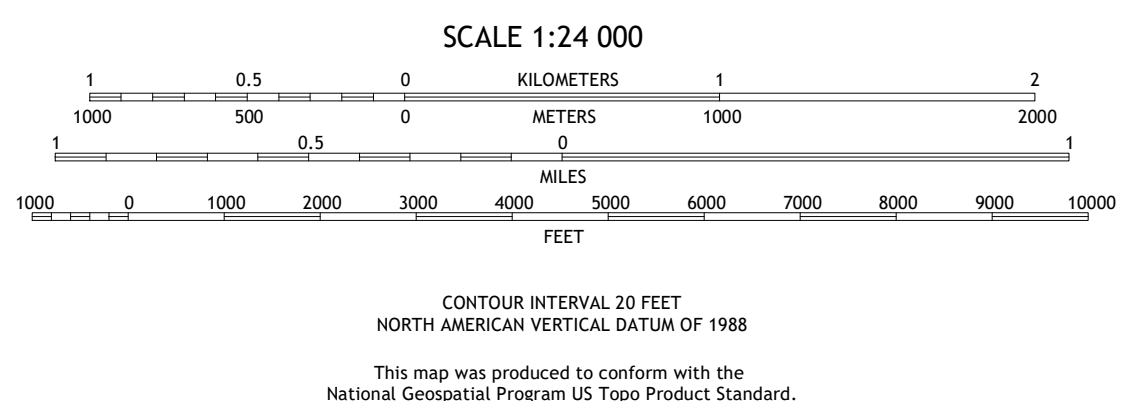 SCALE 1:24 000
1 0.5 0 KILOMETERS 1 2
1000 500 0 METERS 1000 2000
1 0.5 0 1
MILES
1000 0 1000 2000 3000 4000 5000 6000 7000 8000 9000 10000
FEET
CONTOUR INTERVAL 20 FEET
NORTH AMERICAN VERTICAL DATUM OF 1988
This map was produced to conform with the
National Geospatial Program US Topo Product Standard.